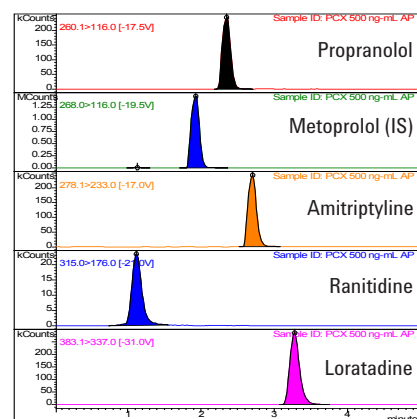 kCounts
260.1>116.0 [-17.5V]
Sample ID: PCX 500 ng-mL AP
Propranolol
200
150
100
50
0
MCounts
268.0>116.0 [-19.5V]
Sample ID: PCX 500 ng-mL AP
Metoprolol (IS)
1.25
1.00
0.75
0.50
0.25
0.00
kCounts
278.1>233.0 [-17.0V]
Sample ID: PCX 500 ng-mL AP
Amitriptyline
200
150
100
50
0
kCounts
315.0>176.0 [-21.0V]
Sample ID: PCX 500 ng-mL AP
Ranitidine
20
15
10
5
0
kCounts
383.1>337.0 [-31.0V]
Sample ID: PCX 500 ng-mL AP
Loratadine
250
200
150
100
50
0
1 2 3 4